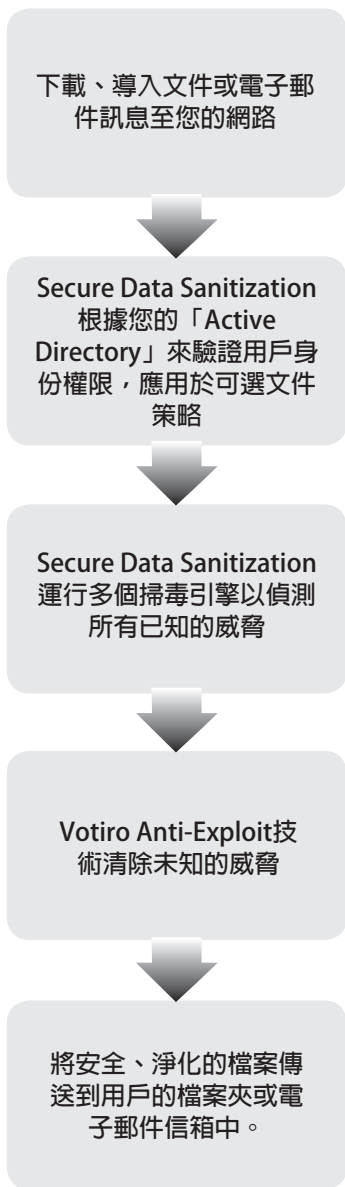 下載、導入文件或電子郵
件訊息至您的網路
Secure Data Sanitization
根據您的「Active
Directory」來驗證用戶身
份權限，應用於可選文件
策略
Secure Data Sanitization
運行多個掃毒引擎以偵測
所有已知的威脅
Votiro Anti-Exploit技
術清除未知的威脅
將安全、淨化的檔案傳
送到用戶的檔案夾或電
子郵件信箱中。